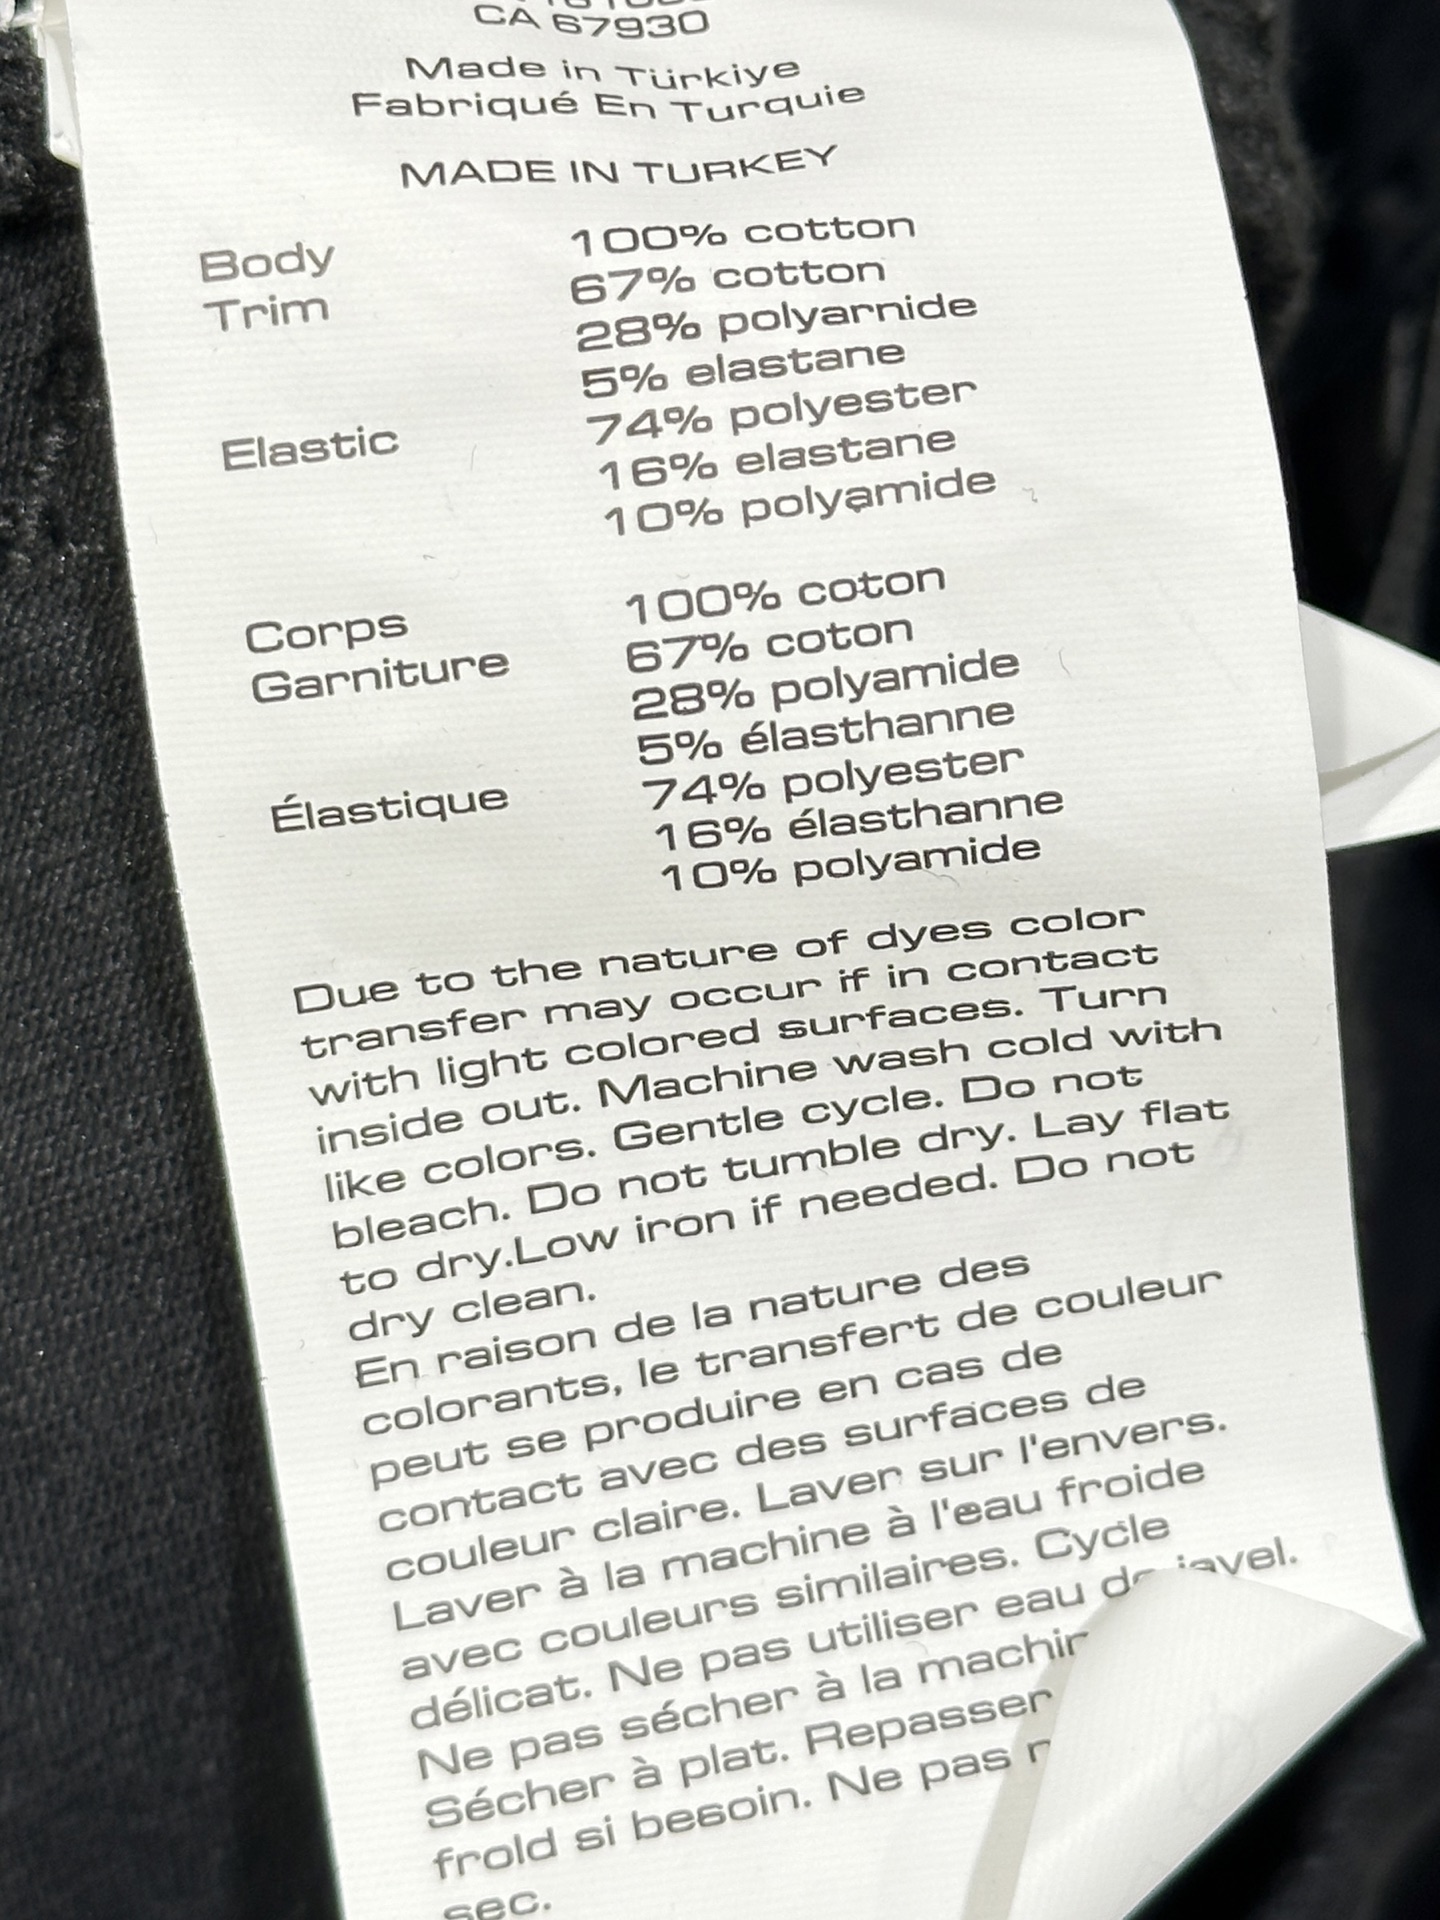 CA 67930
Made in Türkiye
Fabriqué En Turquie
MADE IN TURKEY
Body 100% cotton
Trim 67% cotton
28% polyarnide
5% elastane
Elastic 74% polyester
16% elastane
10% polyamide
Corps 100% coton
Garniture 67% coton
28% polyamide
5% élasthanne
Élastique 74% polyester
16% élasthanne
10% polyamide
Due to the nature of dyes color
transfer may occur if in contact
with light colored surfaces. Turn
inside out. Machine wash cold with
like colors. Gentle cycle. Do not
bleach. Do not tumble dry. Lay flat
to dry.Low iron if needed. Do not
dry clean.
En raison de la nature des
colorants, le transfert de couleur
peut se produire en cas de
contact avec des surfaces de
couleur claire. Laver sur l'envers.
Laver à la machine à l'eau froide
avec couleurs similaires. Cycle
délicat. Ne pas utiliser eau de javel.
Ne pas sécher à la
Sécher à plat. Repasser
frold si besoin. Ne pas
sec.